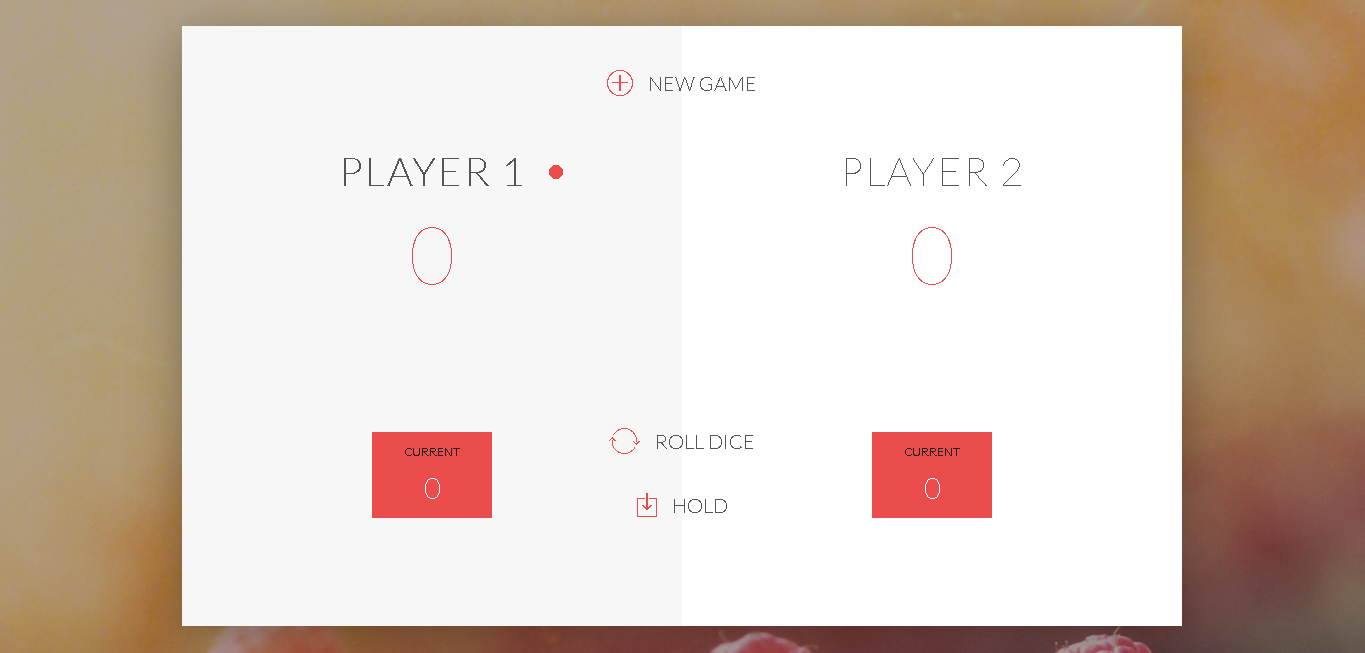 NEW GAME
PLAYER 1
PLAYER 2
0
0
ROLL DICE
CURRENT
0
CURRENT
0
HOLD